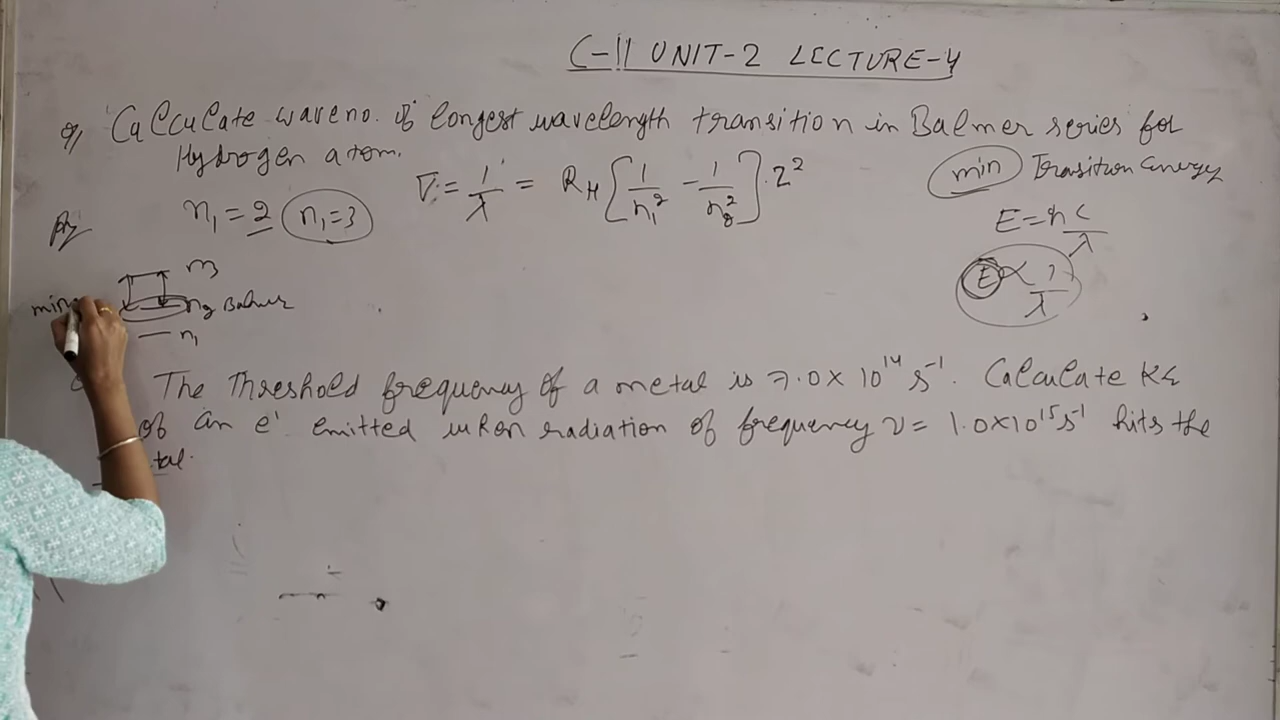 C-11 UNIT-2 LECTURE-4
Q/ Calculate wave no. of longest wavelength transition in Balmer series for
Hydrogen atom.
ν̅ = 1/λ = R_H [1/n₁² - 1/n₂²] . Z²
min Transition energy
n₁ = 2 n₁ = 3
E = hc/λ
E ∝ 1/λ
n₃
min n₂ Balmer
n₁
The Threshold frequency of a metal is 7.0 × 10¹⁴ s⁻¹. Calculate KE
of an e⁻ emitted when radiation of frequency ν = 1.0×10¹⁵ s⁻¹ hits the
tal.